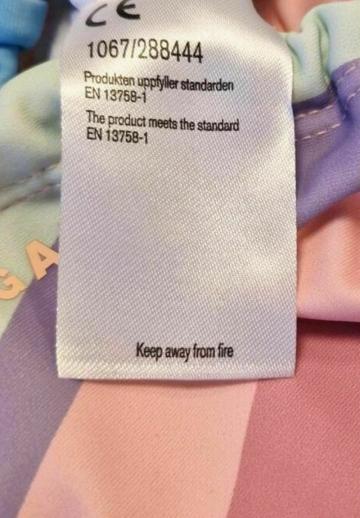 CE
1067/288444
Produkten uppfyller standarden
EN 13758-1
The product meets the standard
EN 13758-1
GA
Keep away from fire